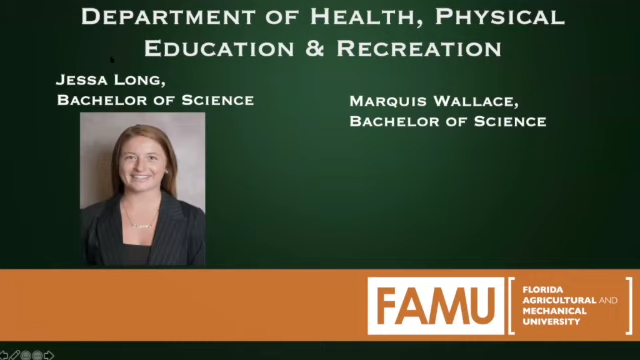 DEPARTMENT OF HEALTH, PHYSICAL
EDUCATION & RECREATION
JESSA LONG,
BACHELOR OF SCIENCE
MARQUIS WALLACE,
BACHELOR OF SCIENCE
FAMU
FLORIDA
AGRICULTURAL AND
MECHANICAL
UNIVERSITY